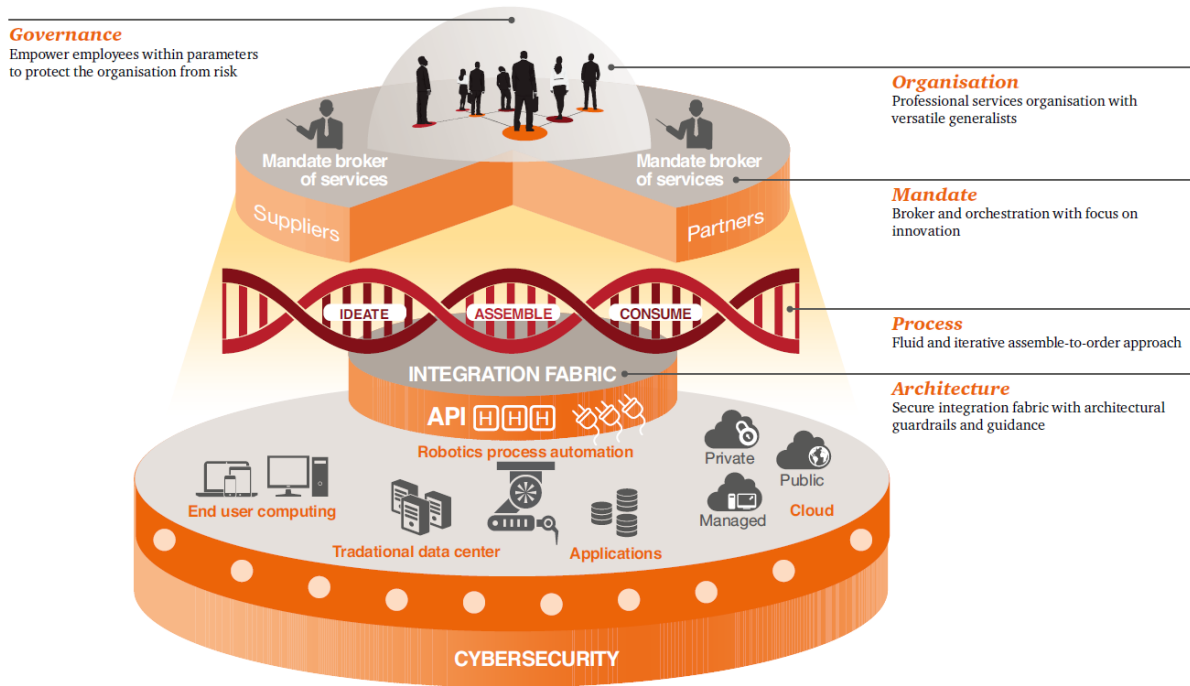 Governance
Empower employees within parameters
to protect the organisation from risk
Organisation
Professional services organisation with
versatile generalists
Mandate broker
of services
Mandate broker
of services
Mandate
Broker and orchestration with focus on
innovation
Suppliers
Partners
IDEATE
ASSEMBLE
CONSUME
Process
Fluid and iterative assemble-to-order approach
INTEGRATION FABRIC
Architecture
Secure integration fabric with architectural
guardrails and guidance
API H H H
Robotics process automation
Private
Public
Managed
Cloud
End user computing
Tradational data center
Applications
CYBERSECURITY